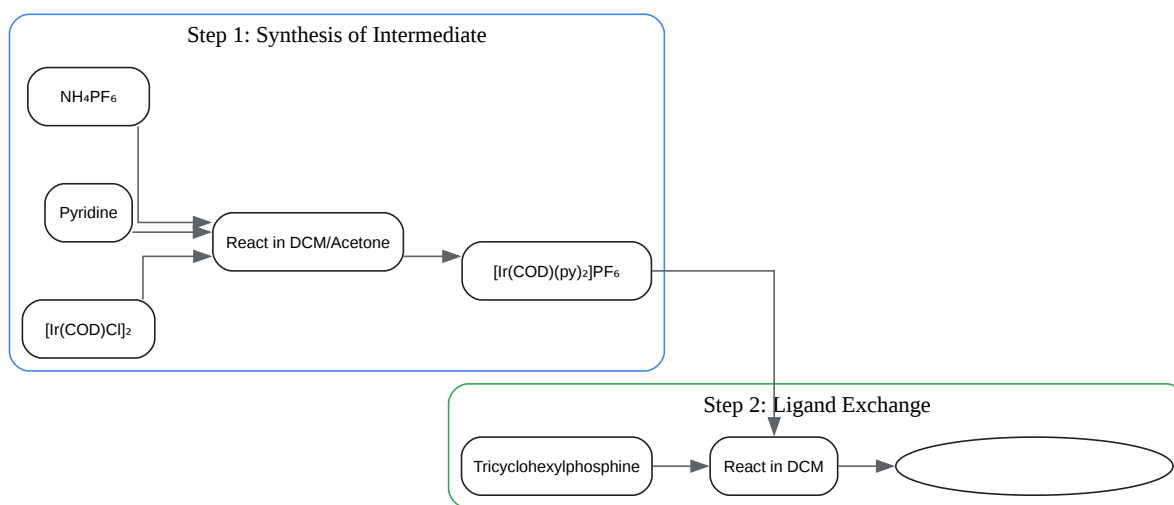 Step 1: Synthesis of Intermediate
NH₄PF₆
Pyridine
React in DCM/Acetone
[Ir(COD)(py)₂]PF₆
[Ir(COD)Cl]₂
Step 2: Ligand Exchange
Tricyclohexylphosphine
React in DCM